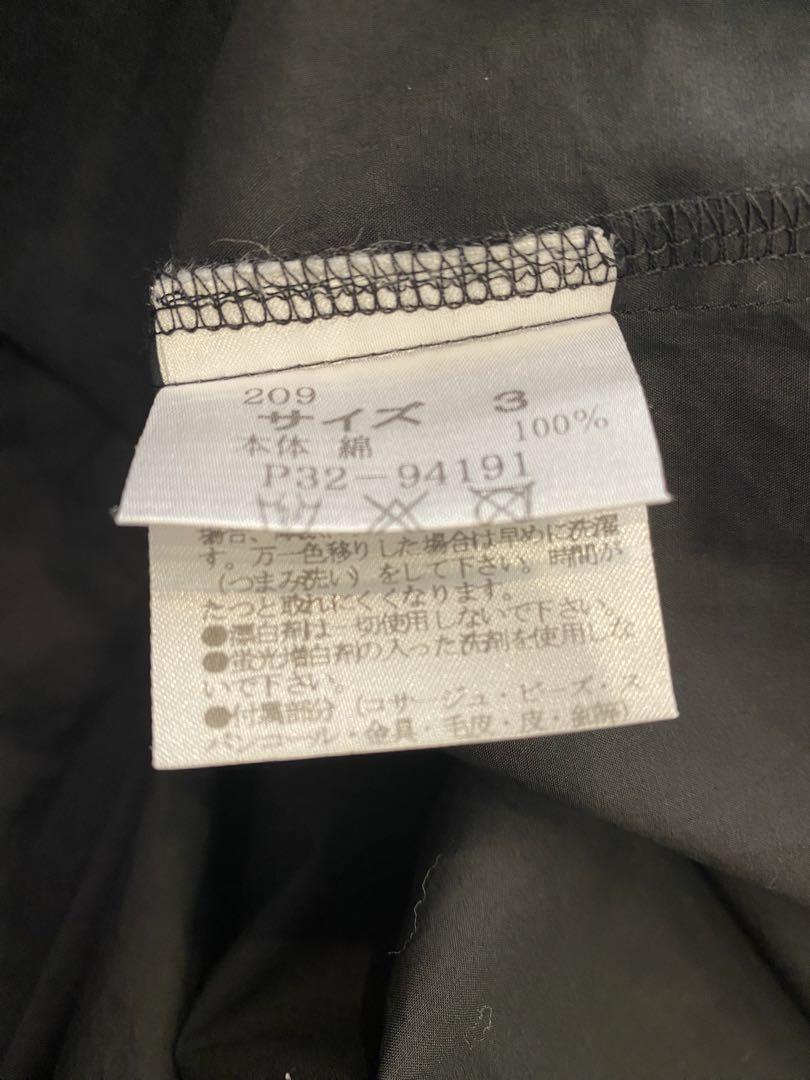 209
サイズ 3
本体 綿 100%
P32-94191
場合、
す。万一色移りした場合は早めに洗濯
（つまみ洗い）をして下さい。時間が
たつと取れにくくなります。
●漂白剤は一切使用しないで下さい。
●蛍光増白剤の入った洗剤を使用しな
いで下さい。
●付属部分（コサージュ・ビーズ・ス
パンコール・金具・毛皮・皮・釦